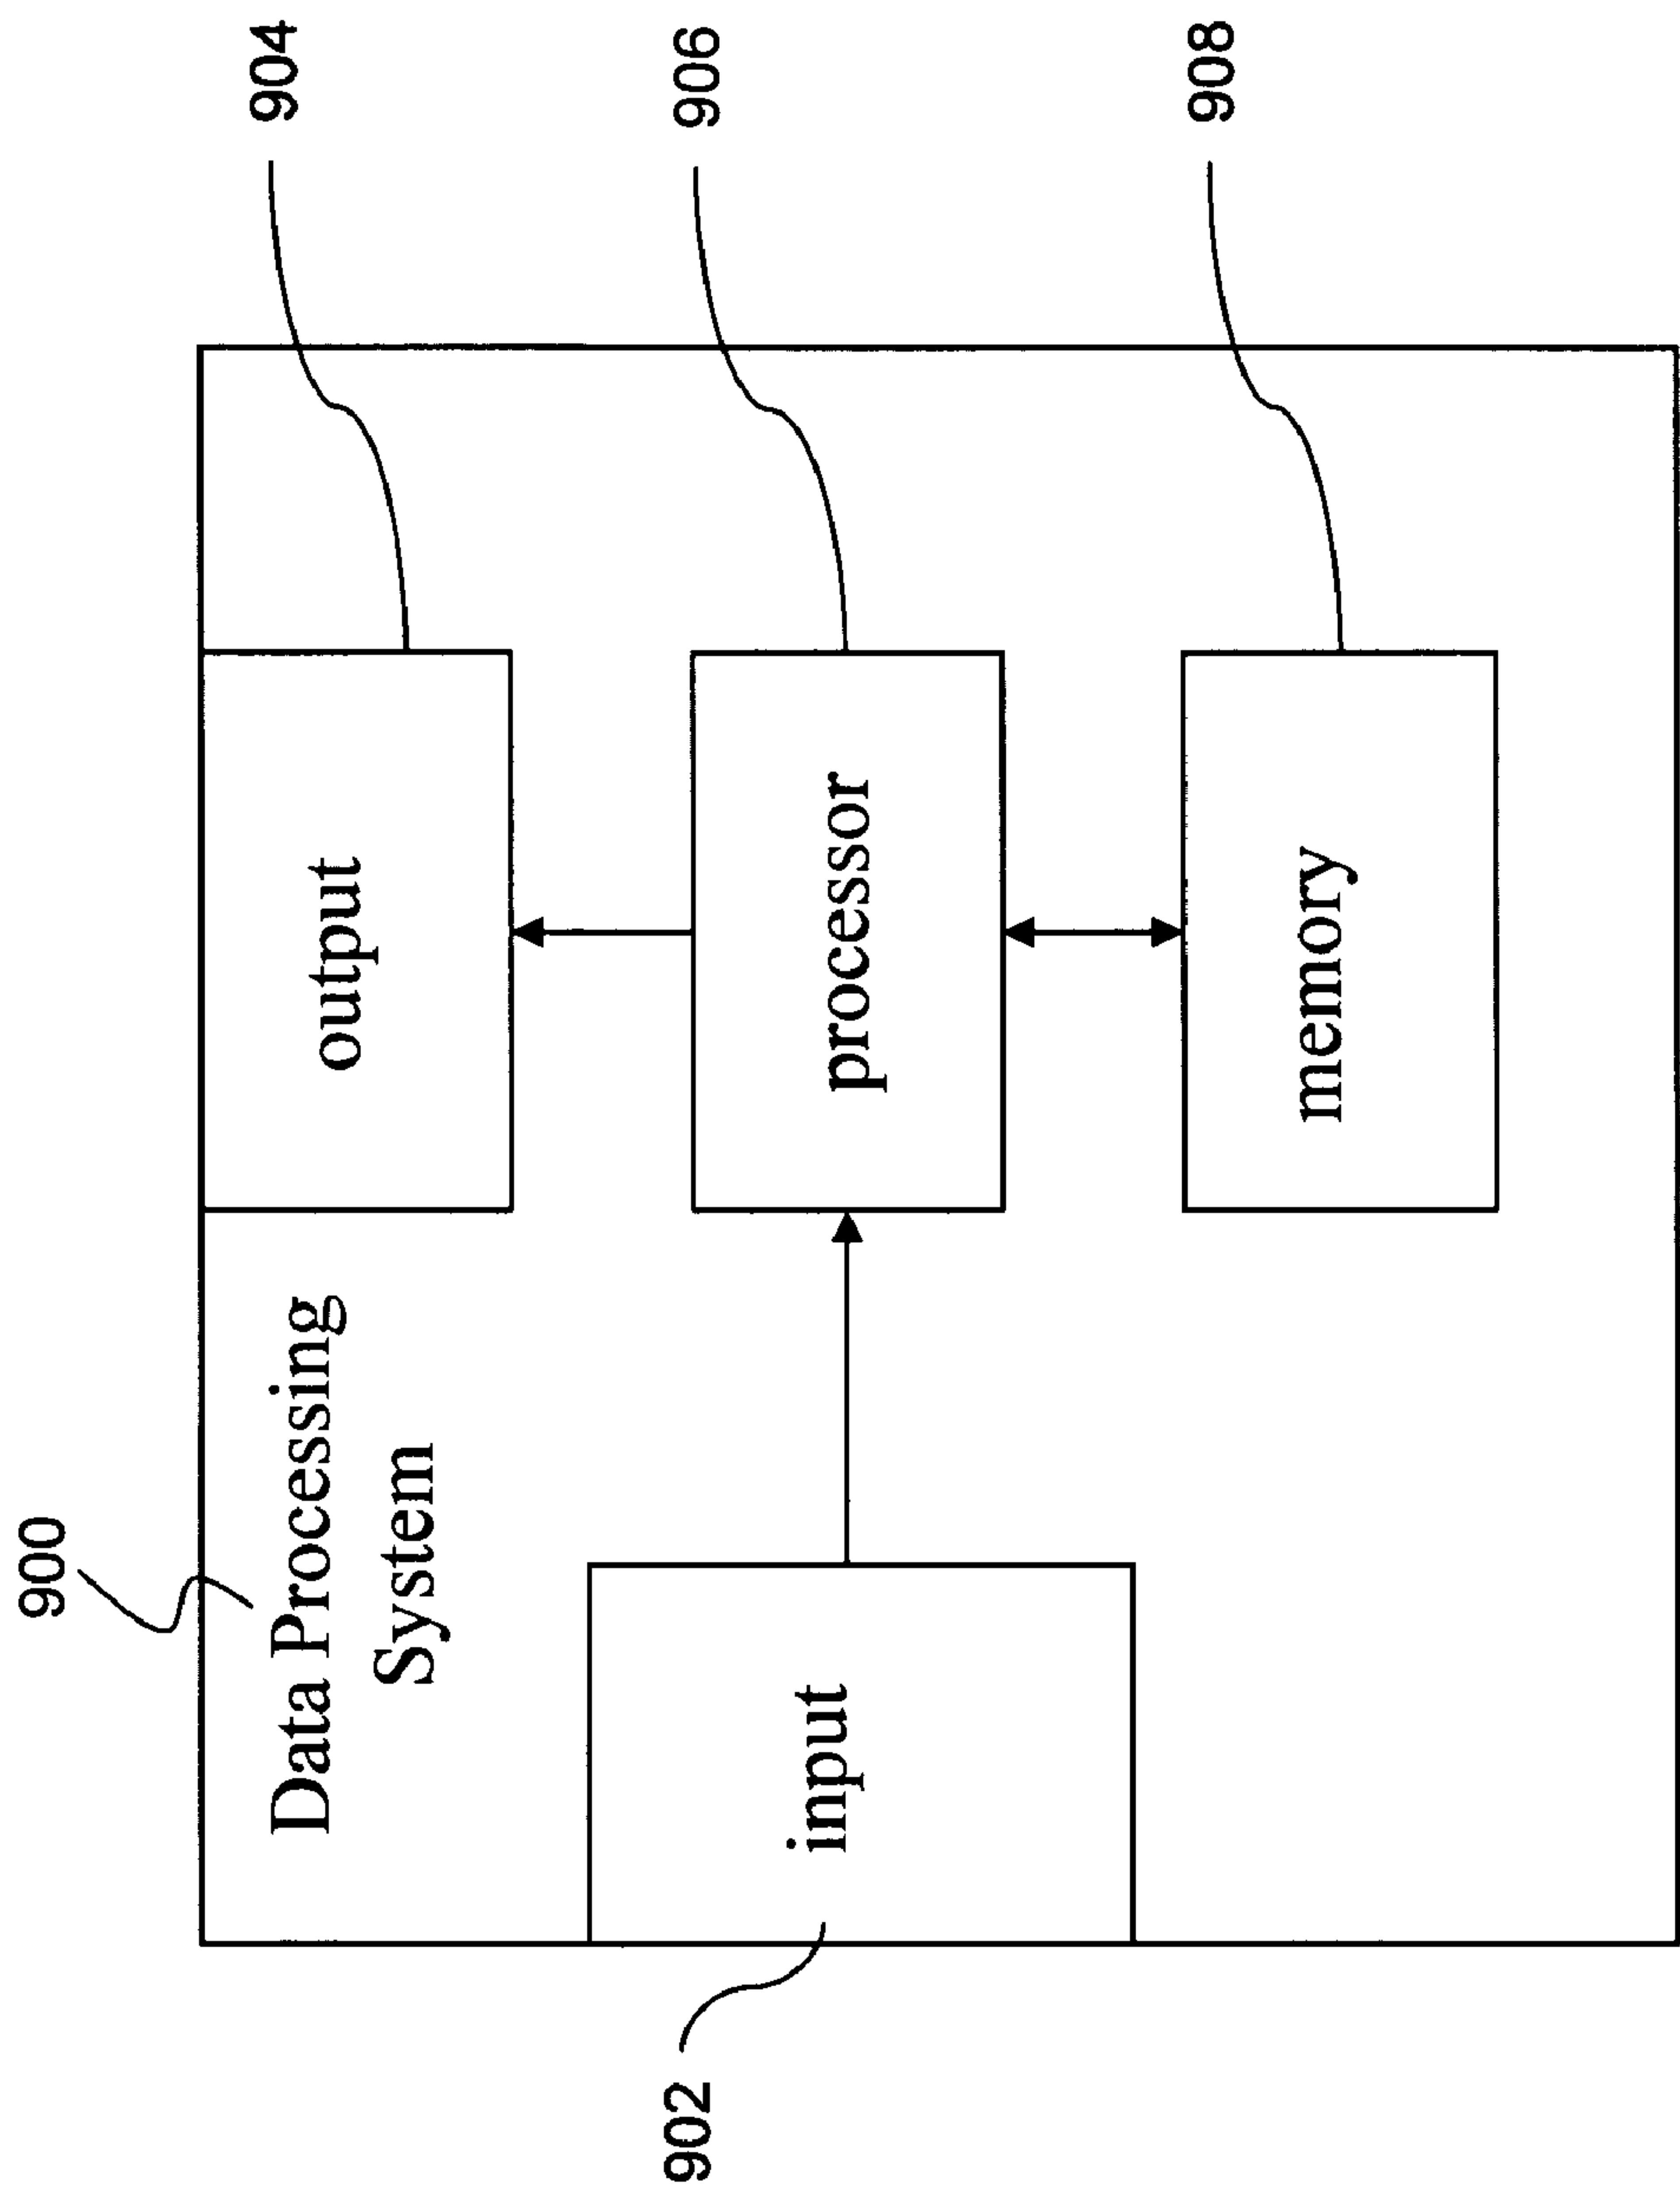 900
Data Processing
System
904
output
902
input
processor
906
memory
908